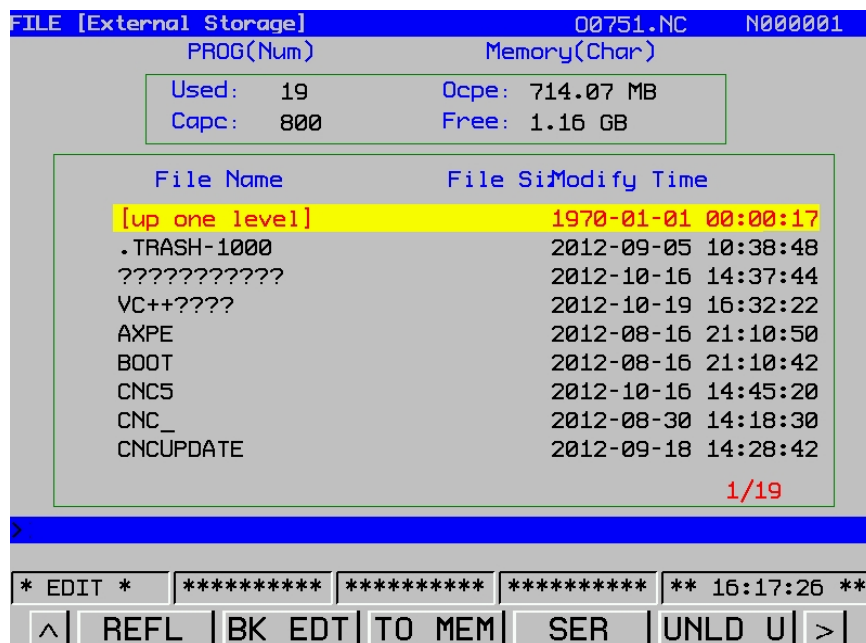 FILE [External Storage] O0751.NC N000001
PROG(Num) Memory(Char)
Used: 19 Ocpe: 714.07 MB
Capc: 800 Free: 1.16 GB
File Name File Si Modify Time
[up one level] 1970-01-01 00:00:17
.TRASH-1000 2012-09-05 10:38:48
??????????? 2012-10-16 14:37:44
VC++???? 2012-10-19 16:32:22
AXPE 2012-08-16 21:10:50
BOOT 2012-08-16 21:10:42
CNC5 2012-10-16 14:45:20
CNC_ 2012-08-30 14:18:30
CNCUPDATE 2012-09-18 14:28:42
1/19
>
* EDIT * ********** ********** ********** ** 16:17:26 **
^ REFL BK EDT TO MEM SER UNLD U >